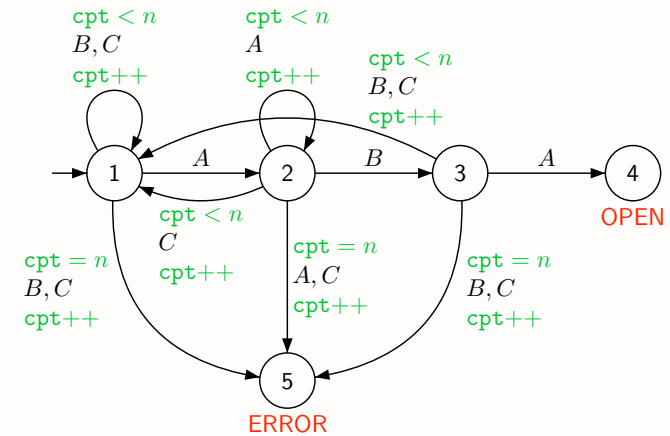 cpt < n
B, C
cpt++
cpt < n
A
cpt++
cpt < n
B, C
cpt++
1
A
2
B
3
A
4
OPEN
cpt < n
C
cpt++
cpt = n
B, C
cpt++
cpt = n
A, C
cpt++
cpt = n
B, C
cpt++
5
ERROR